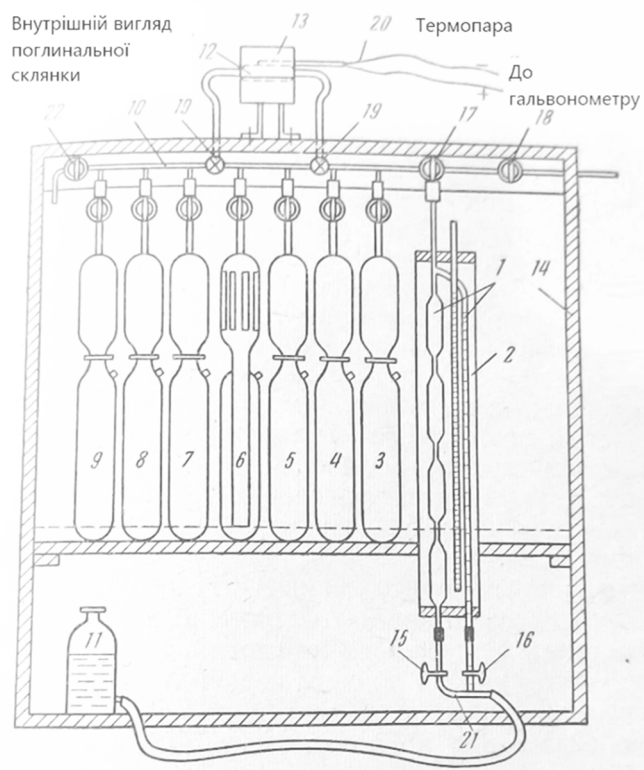 Внутрішній вигляд
поглинальної
склянки
13
12
20
Термопара
−
До
+
гальвонометру
22
10
19
19
17
18
1
14
2
9 8 7 6 5 4 3
11
15
16
21